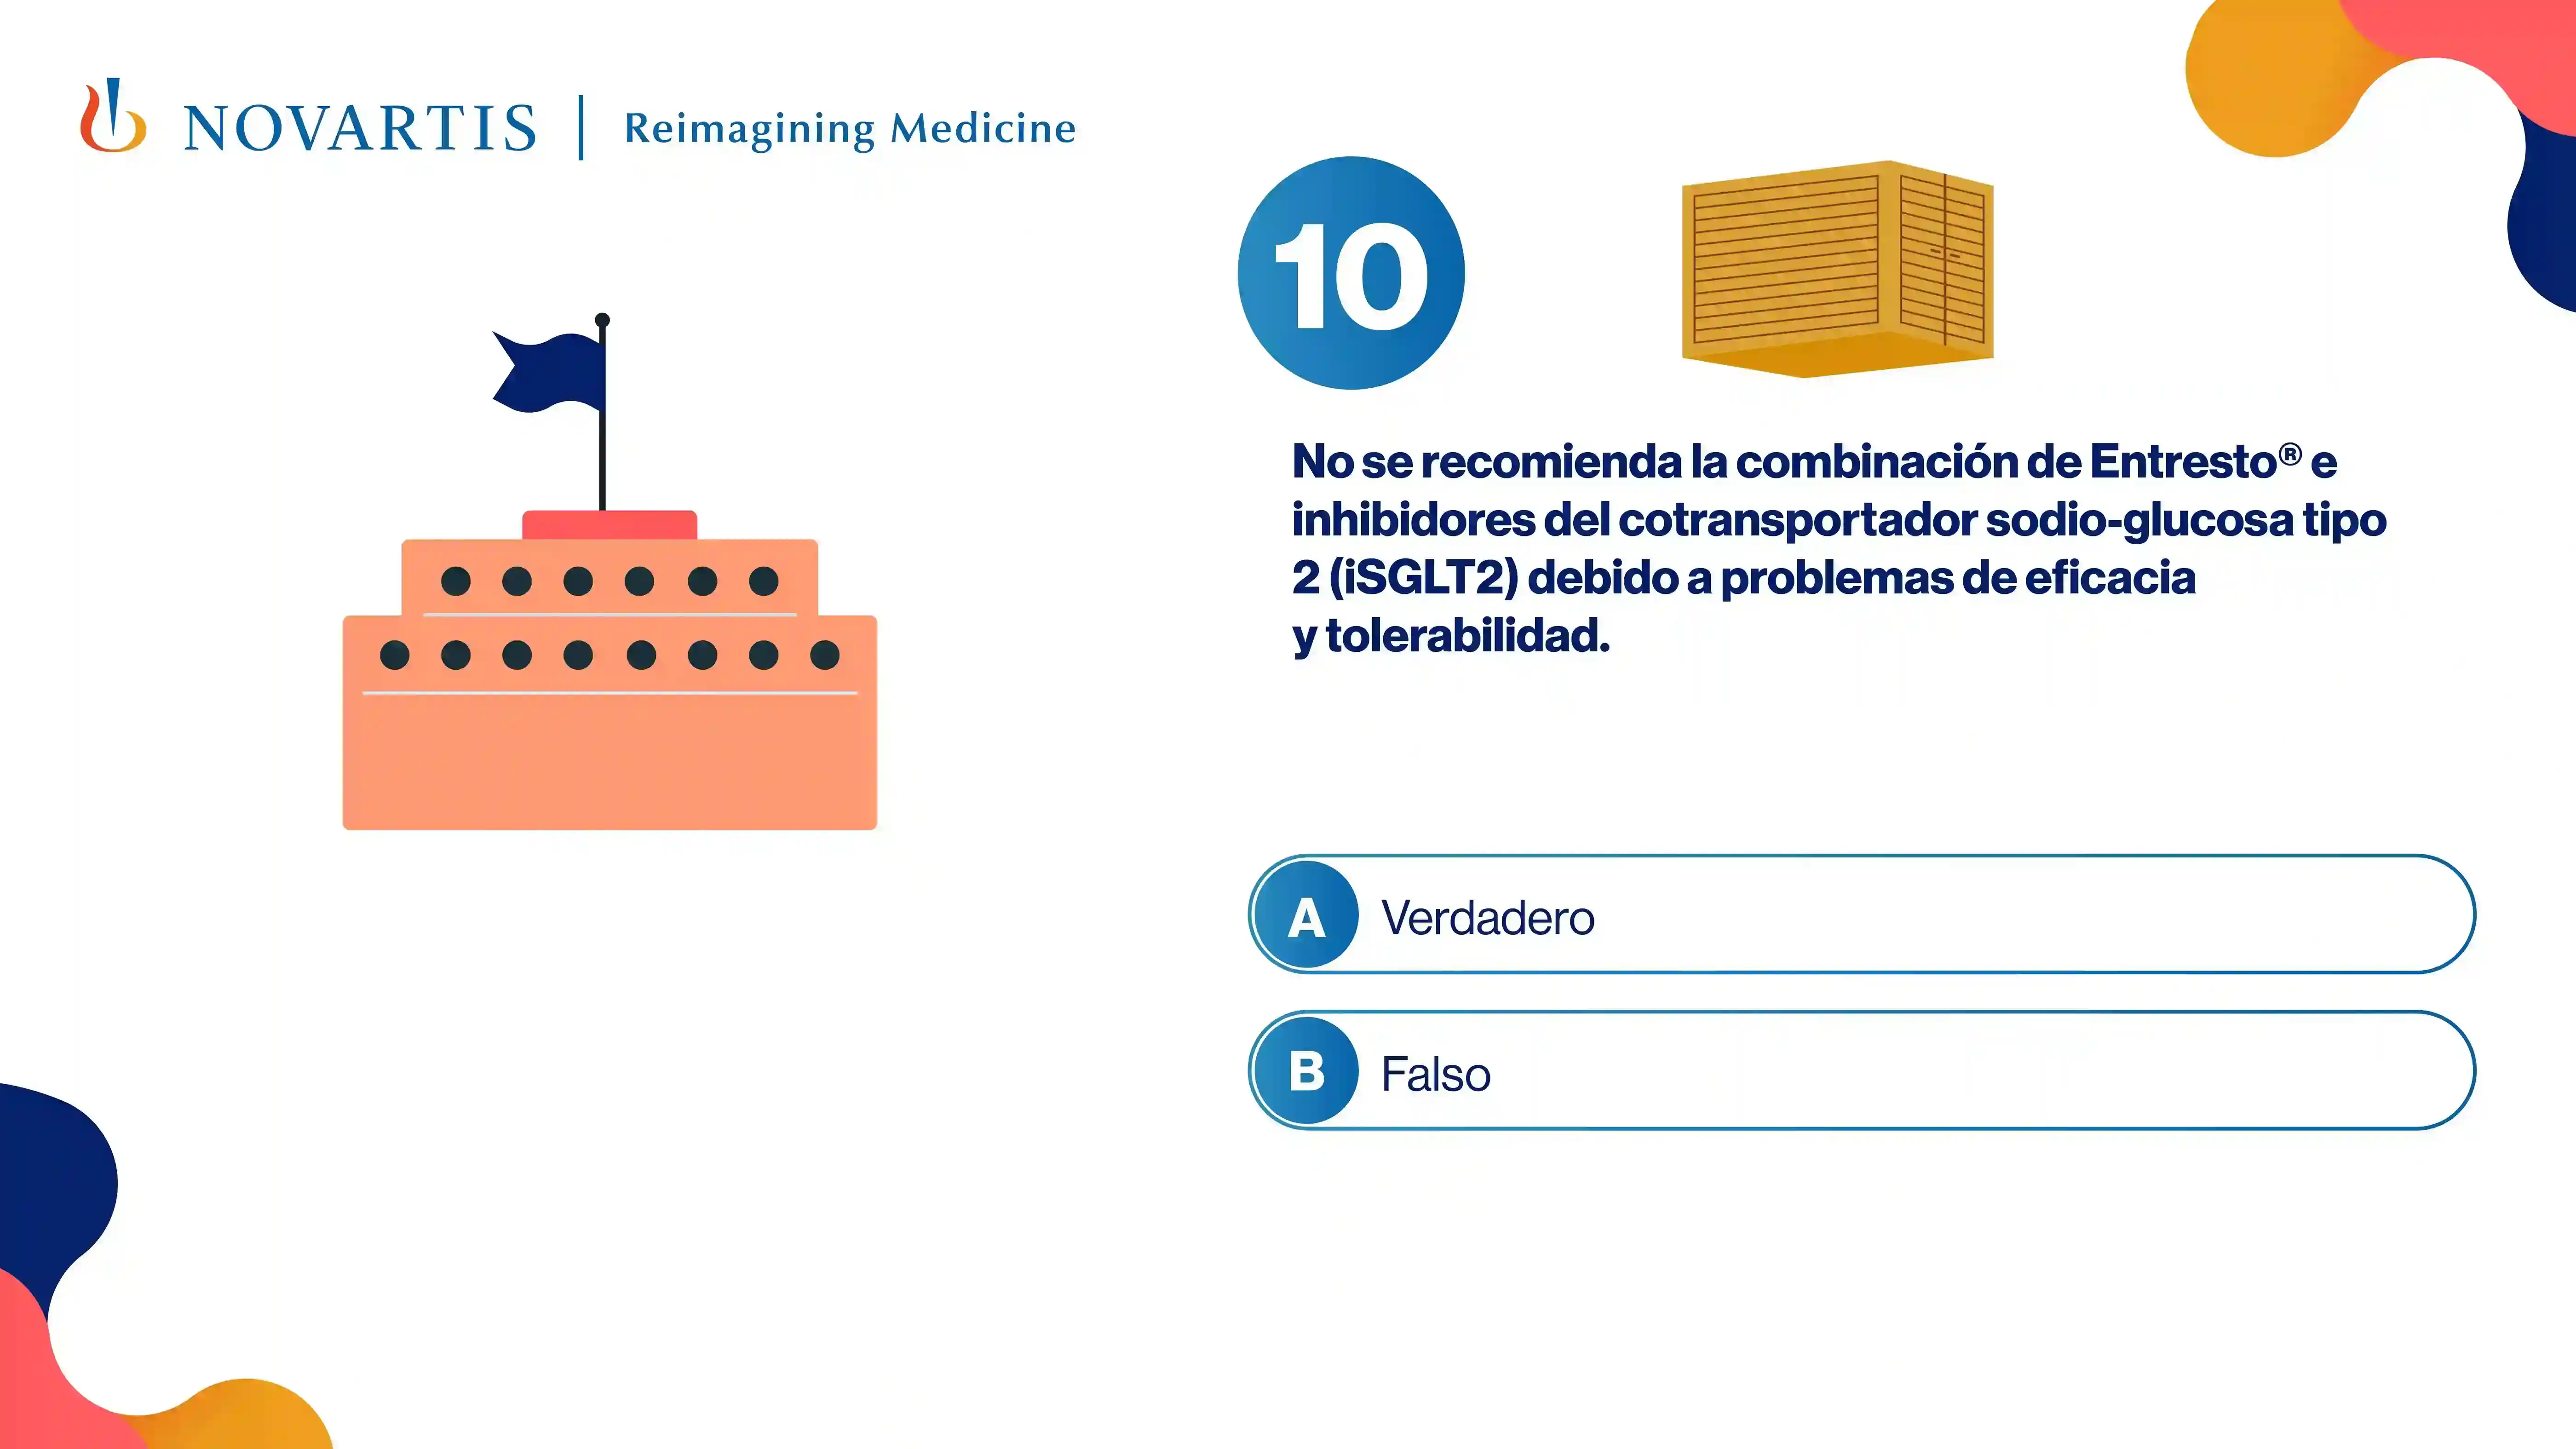 NOVARTIS | Reimagining Medicine
10
No se recomienda la combinación de Entresto® e
inhibidores del cotransportador sodio-glucosa tipo
2 (iSGLT2) debido a problemas de eficacia
y tolerabilidad.
A Verdadero
B Falso